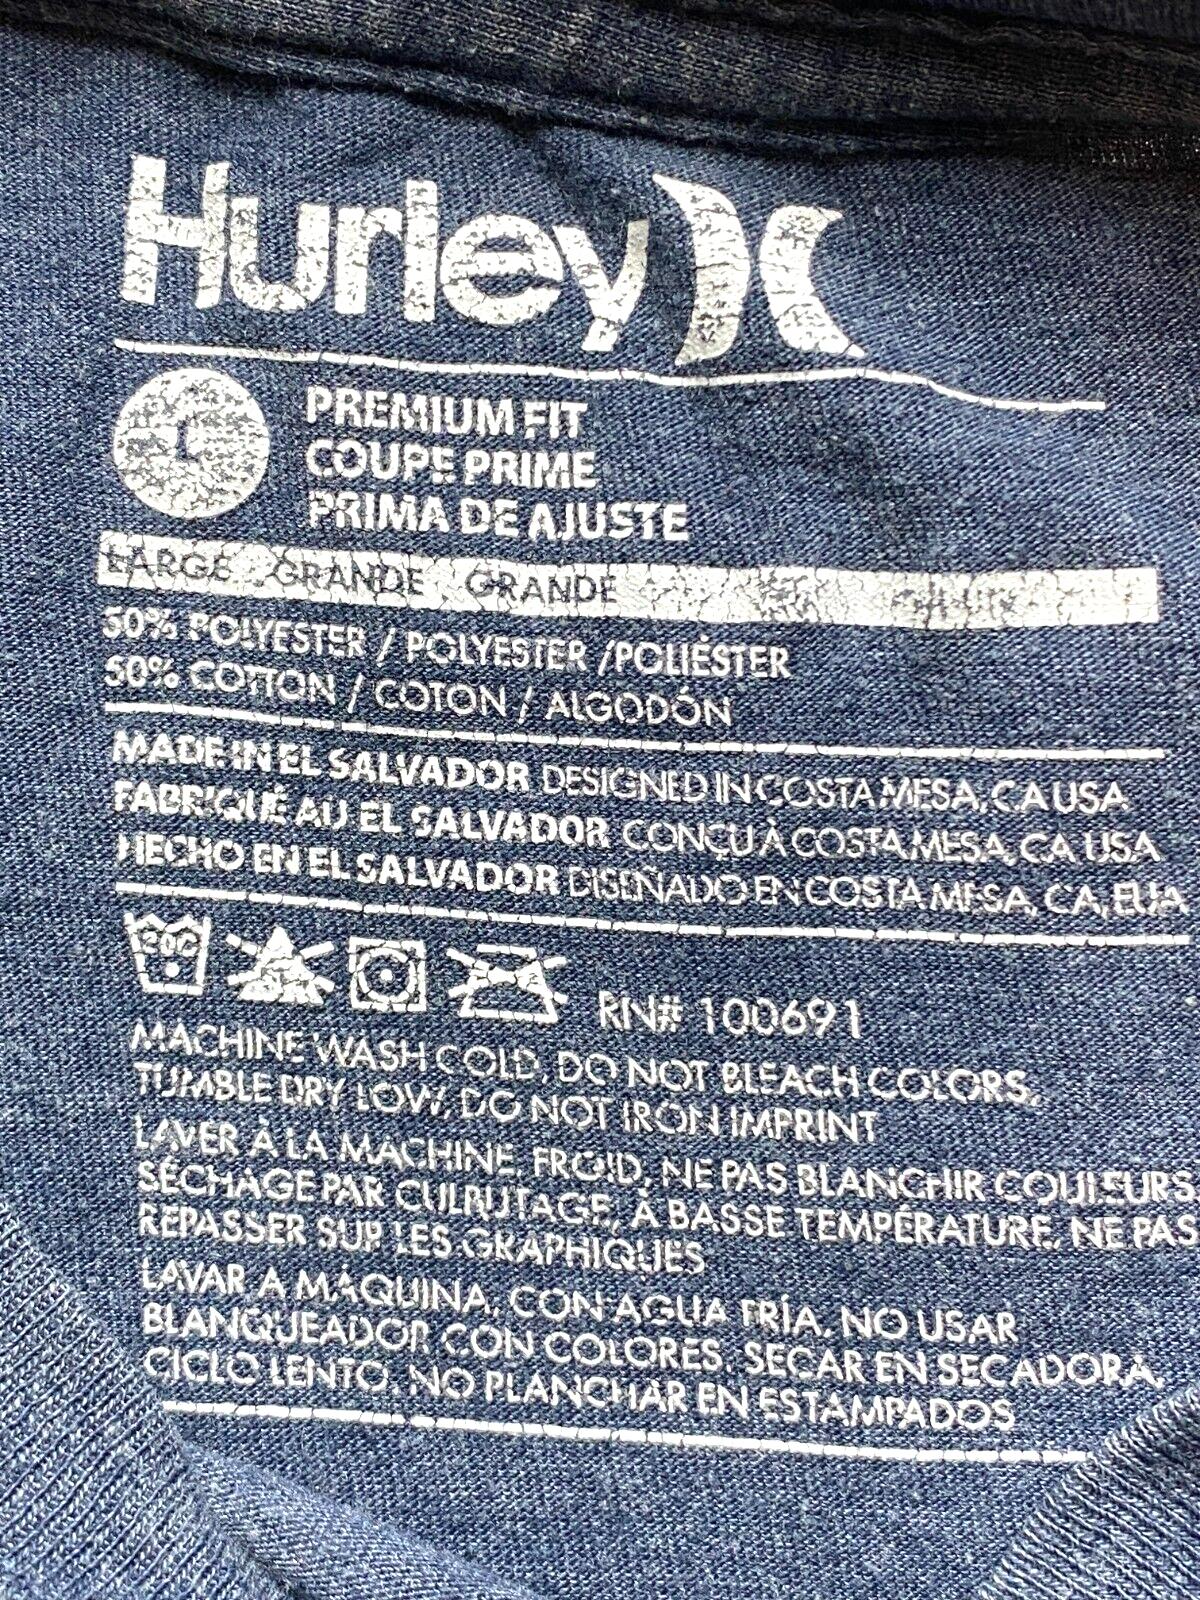 Hurley
L
PREMIUM FIT
COUPE PRIME
PRIMA DE AJUSTE
LARGE GRANDE GRANDE
50% POLYESTER / POLYESTER /POLIÉSTER
50% COTTON / COTON / ALGODÓN
MADE IN EL SALVADOR DESIGNED IN COSTA MESA, CA USA
FABRIQUÉ AU EL SALVADOR CONÇU À COSTA MESA, CA USA
HECHO EN EL SALVADOR DISEÑADO EN COSTA MESA, CA, EUA
RN# 100691
MACHINE WASH COLD, DO NOT BLEACH COLORS,
TUMBLE DRY LOW, DO NOT IRON IMPRINT
LAVER À LA MACHINE, FROID, NE PAS BLANCHIR COULEURS
SÉCHAGE PAR CULBUTAGE, À BASSE TEMPÉRATURE, NE PAS
REPASSER SUR LES GRAPHIQUES
LAVAR A MÁQUINA, CON AGUA FRÍA, NO USAR
BLANQUEADOR CON COLORES, SECAR EN SECADORA,
CICLO LENTO, NO PLANCHAR EN ESTAMPADOS